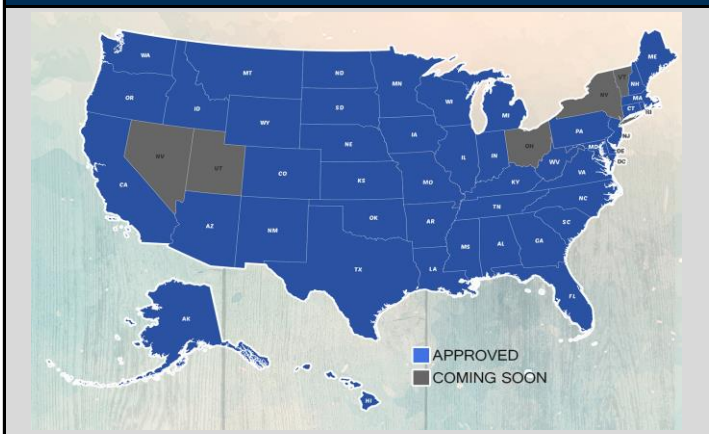 WA
MT
ND
MN
ME
OR
ID
SD
WI
MI
NY
VT
NH
MA
CT
RI
WY
NE
IA
PA
NJ
NV
UT
CO
KS
MO
IL
IN
OH
WV
MD
DE
DC
VA
KY
CA
AZ
NM
OK
AR
TN
NC
SC
TX
LA
MS
AL
GA
FL
AK
HI
APPROVED
COMING SOON